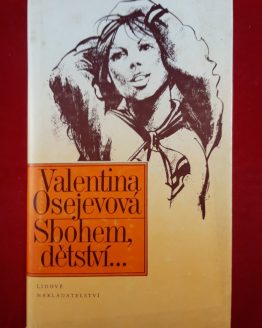 Valentina
Osejevová
Sbohem,
dětství...
LIDOVÉ
NAKLADATELSTVÍ